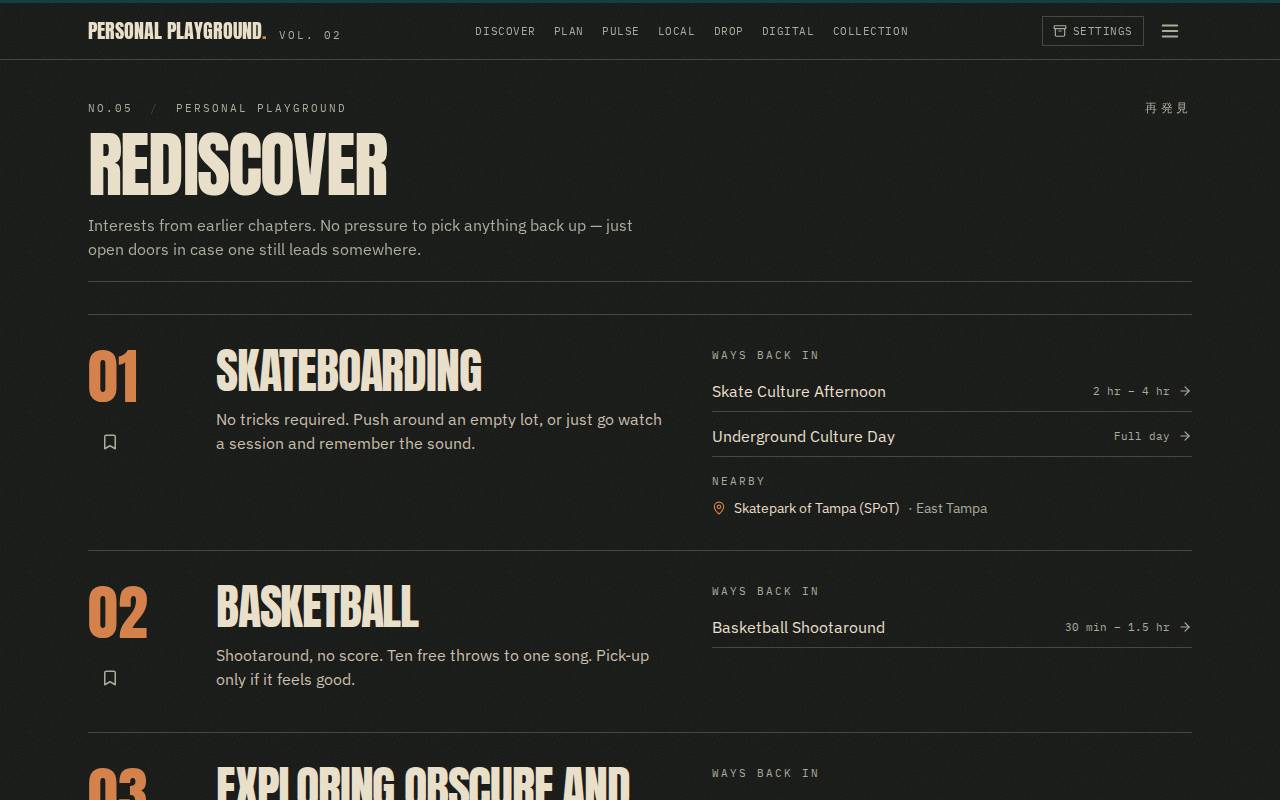 PERSONAL PLAYGROUND. VOL. 02
DISCOVER PLAN PULSE LOCAL DROP DIGITAL COLLECTION
SETTINGS
NO.05 / PERSONAL PLAYGROUND
再発見
REDISCOVER
Interests from earlier chapters. No pressure to pick anything back up — just
open doors in case one still leads somewhere.
01
SKATEBOARDING
No tricks required. Push around an empty lot, or just go watch
a session and remember the sound.
WAYS BACK IN
Skate Culture Afternoon 2 hr – 4 hr →
Underground Culture Day Full day →
NEARBY
Skatepark of Tampa (SPoT) · East Tampa
02
BASKETBALL
Shootaround, no score. Ten free throws to one song. Pick-up
only if it feels good.
WAYS BACK IN
Basketball Shootaround 30 min – 1.5 hr →
03
EXPLORING OBSCURE AND
WAYS BACK IN